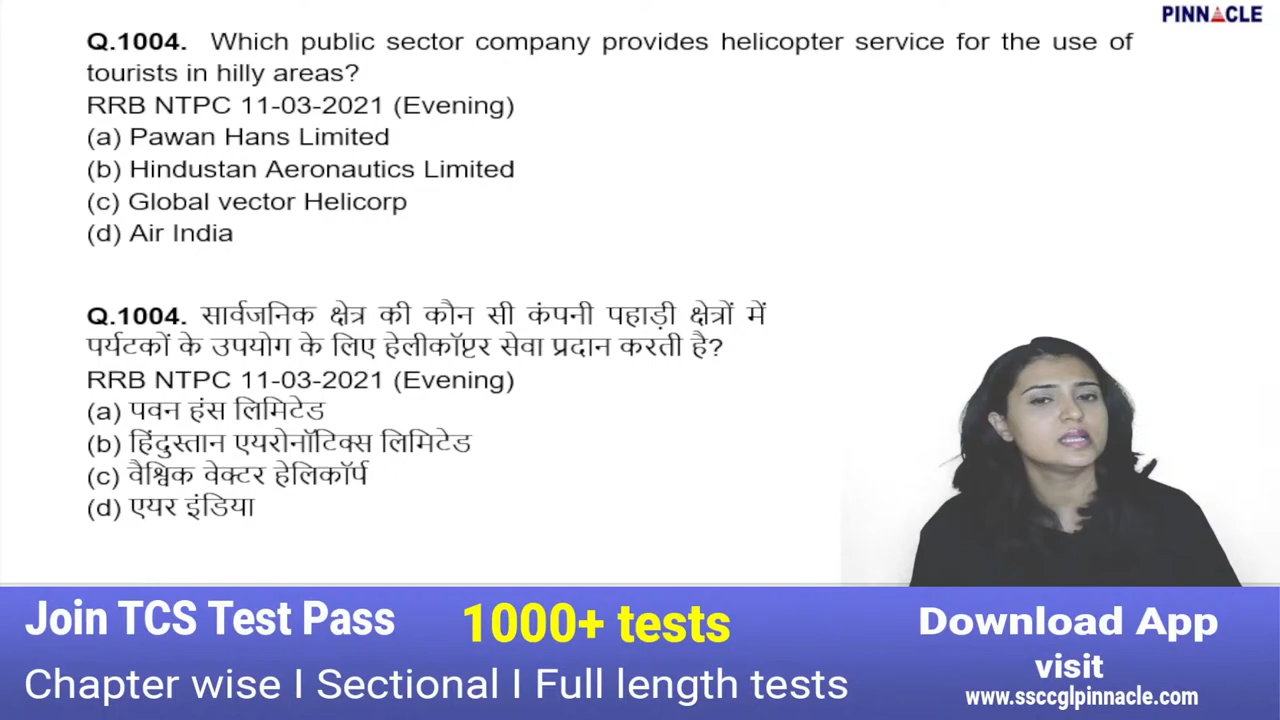 PINNACLE
Q.1004. Which public sector company provides helicopter service for the use of
tourists in hilly areas?
RRB NTPC 11-03-2021 (Evening)
(a) Pawan Hans Limited
(b) Hindustan Aeronautics Limited
(c) Global vector Helicorp
(d) Air India
Q.1004. सार्वजनिक क्षेत्र की कौन सी कंपनी पहाड़ी क्षेत्रों में
पर्यटकों के उपयोग के लिए हेलीकॉप्टर सेवा प्रदान करती है?
RRB NTPC 11-03-2021 (Evening)
(a) पवन हंस लिमिटेड
(b) हिंदुस्तान एयरोनॉटिक्स लिमिटेड
(c) वैश्विक वेक्टर हेलिकॉर्प
(d) एयर इंडिया
Join TCS Test Pass 1000+ tests
Chapter wise I Sectional I Full length tests
Download App
visit
www.ssccglpinnacle.com